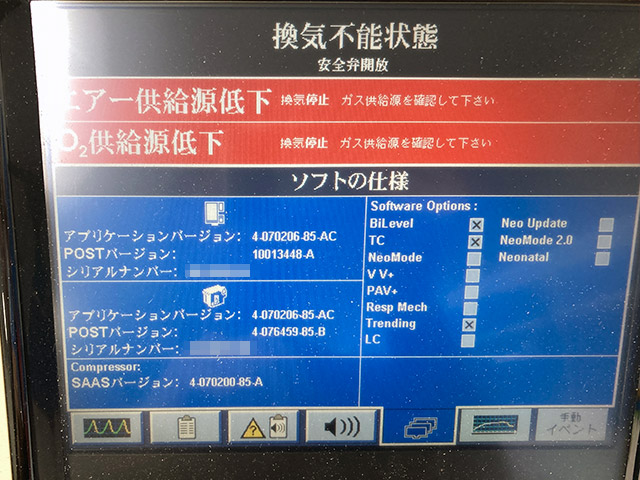 換気不能状態
安全弁開放
エアー供給源低下 換気停止 ガス供給源を確認して下さい
O2供給源低下 換気停止 ガス供給源を確認して下さい
ソフトの仕様
アプリケーションバージョン: 4-070206-85-AC
POSTバージョン: 10013448-A
シリアルナンバー:
アプリケーションバージョン: 4-070206-85-AC
POSTバージョン: 4-076459-85-B
シリアルナンバー:
Compressor:
SAASバージョン: 4-070200-85-A
Software Options :
BiLevel Neo Update
TC NeoMode 2.0
NeoMode Neonatal
V V+
PAV+
Resp Mech
Trending
LC
手動
イベント